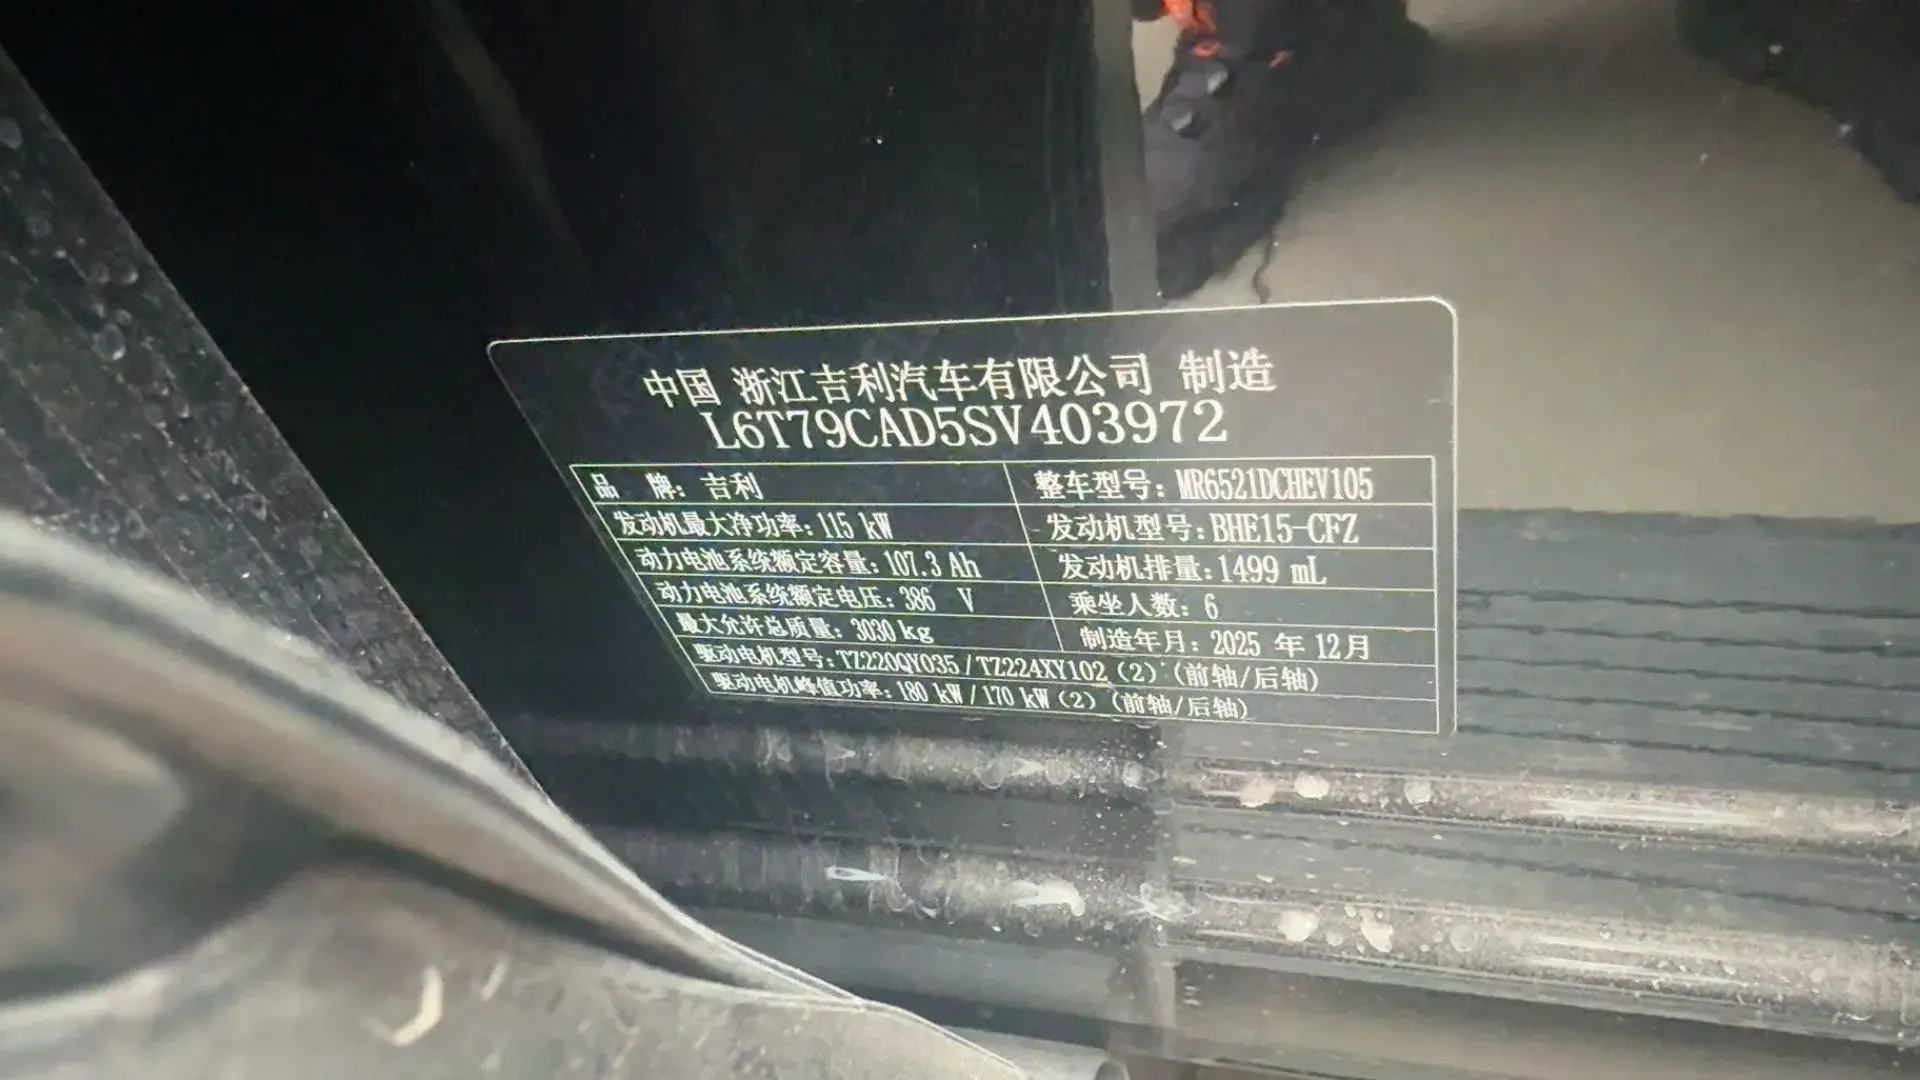 中国 浙江吉利汽车有限公司 制造
L6T79CAD5SV403972
品 牌: 吉利 整车型号: MR6521DCHEV105
发动机最大净功率: 115 kW 发动机型号: BHE15-CFZ
动力电池系统额定容量: 107.3 Ah 发动机排量: 1499 mL
动力电池系统额定电压: 386 V 乘坐人数: 6
最大允许总质量: 3030 kg 制造年月: 2025 年 12月
驱动电机型号: TZ220QY035 / TZ224XY102 (2) (前轴/后轴)
驱动电机峰值功率: 180 kW / 170 kW (2) (前轴/后轴)